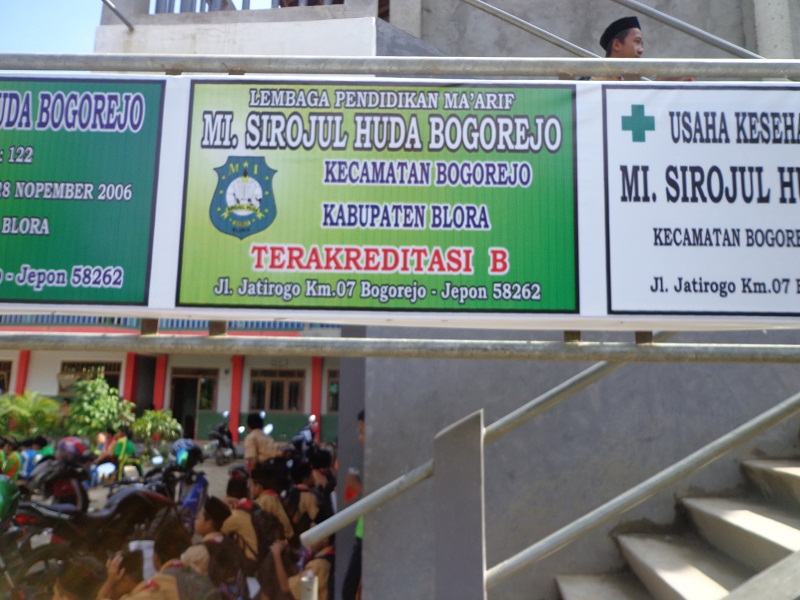 UDA BOGOREJO
: 122
28 NOPEMBER 2006
BLORA
- Jepon 58262
LEMBAGA PENDIDIKAN MA'ARIF
MI. SIROJUL HUDA BOGOREJO
KECAMATAN BOGOREJO
KABUPATEN BLORA
TERAKREDITASI B
Jl. Jatirogo Km.07 Bogorejo - Jepon 58262
USAHA KESEHA
MI. SIROJUL HU
KECAMATAN BOGORE
Jl. Jatirogo Km.07 B